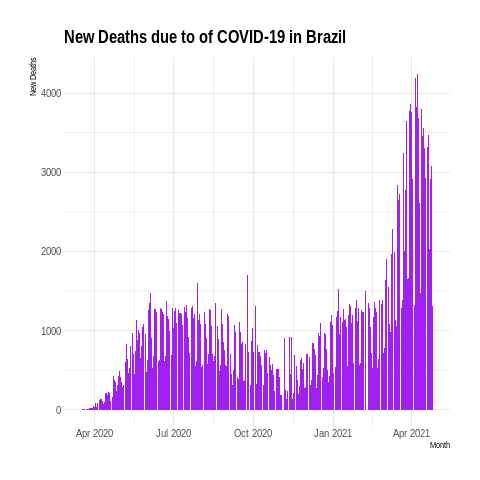 New Deaths due to of COVID-19 in Brazil
New Deaths
4000
3000
2000
1000
0
Apr 2020
Jul 2020
Oct 2020
Jan 2021
Apr 2021
Month